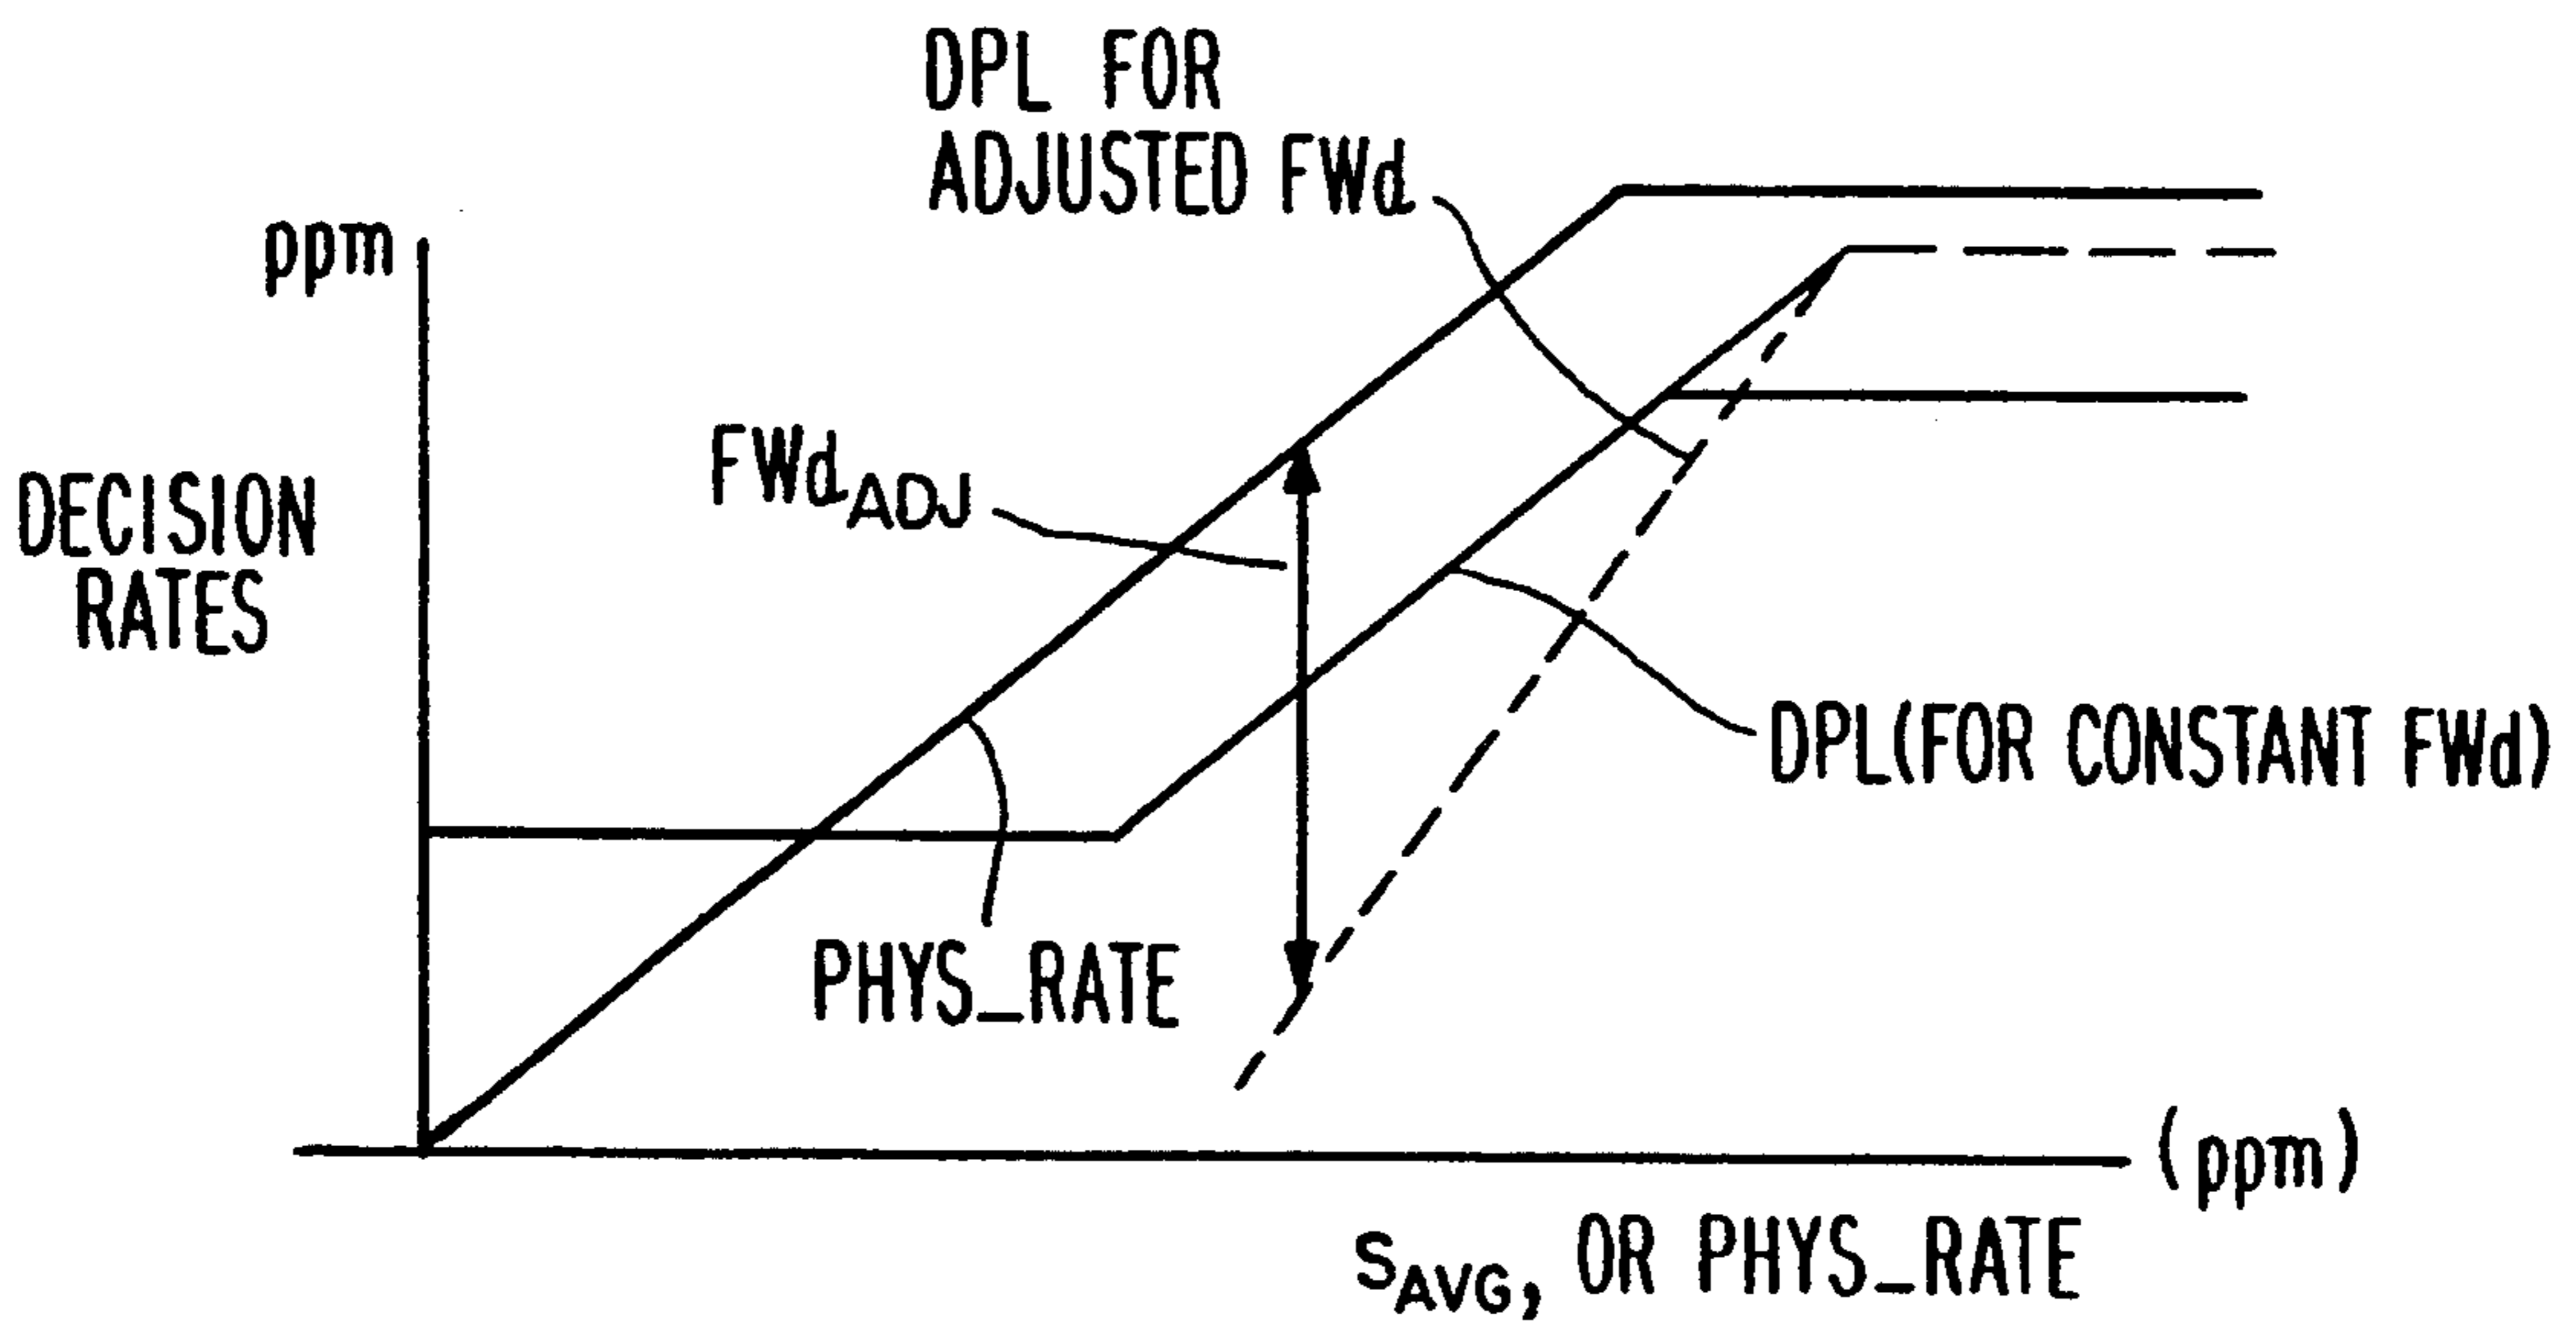 DPL FOR
ADJUSTED FWd
ppm
FWdADJ
DECISION
RATES
DPL(FOR CONSTANT FWd)
PHYS_RATE
(ppm)
SAVG, OR PHYS_RATE